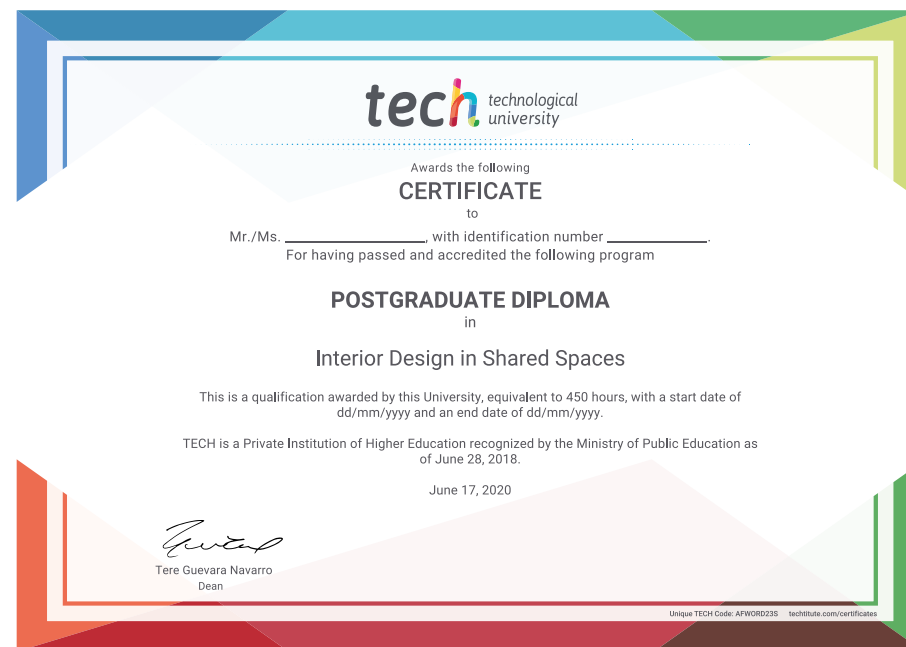 tech technological
university
Awards the following
CERTIFICATE
to
Mr./Ms. ____________________, with identification number ______________.
For having passed and accredited the following program
POSTGRADUATE DIPLOMA
in
Interior Design in Shared Spaces
This is a qualification awarded by this University, equivalent to 450 hours, with a start date of
dd/mm/yyyy and an end date of dd/mm/yyyy.
TECH is a Private Institution of Higher Education recognized by the Ministry of Public Education as
of June 28, 2018.
June 17, 2020
Tere Guevara Navarro
Dean
Unique TECH Code: AFWORD23S techtitute.com/certificates